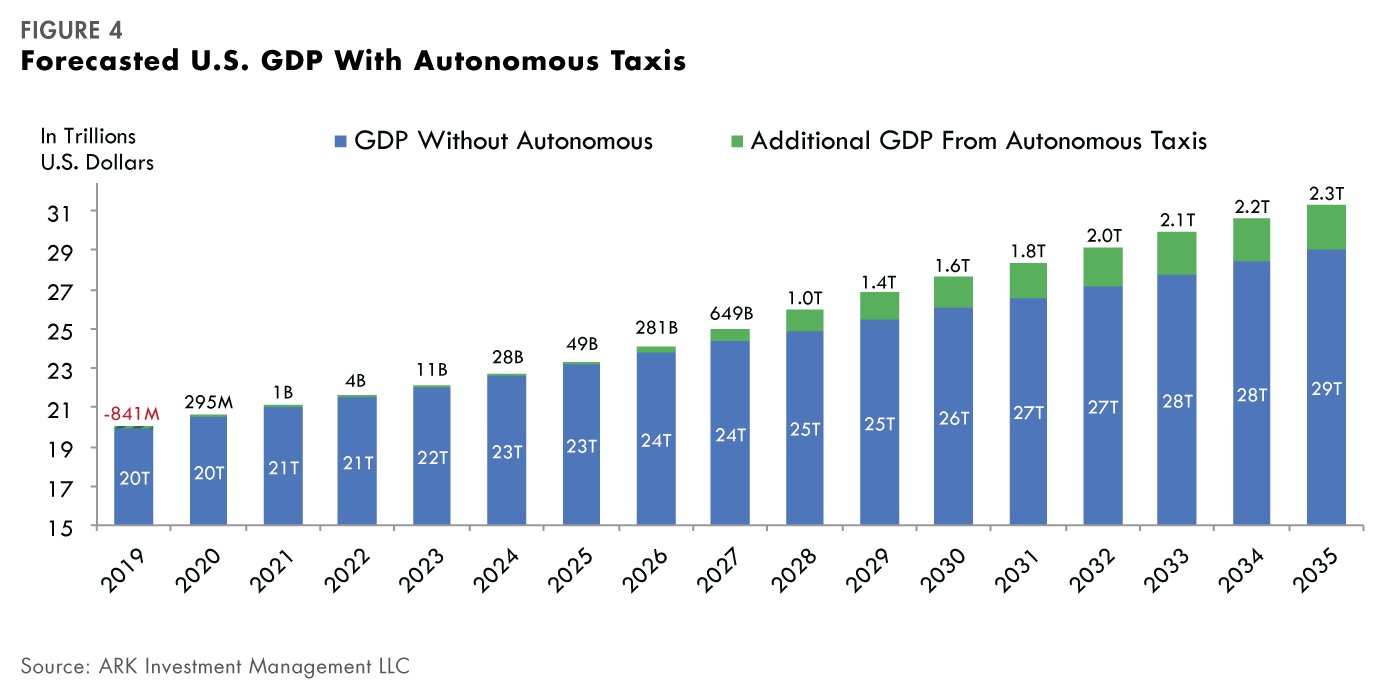 FIGURE 4
Forecasted U.S. GDP With Autonomous Taxis
In Trillions
U.S. Dollars
GDP Without Autonomous
Additional GDP From Autonomous Taxis
31
29
27
25
23
21
19
17
15
-841M
295M
1B
4B
11B
28B
49B
281B
649B
1.0T
1.4T
1.6T
1.8T
2.0T
2.1T
2.2T
2.3T
20T
20T
21T
21T
22T
23T
23T
24T
24T
25T
25T
26T
27T
27T
28T
28T
29T
2019
2020
2021
2022
2023
2024
2025
2026
2027
2028
2029
2030
2031
2032
2033
2034
2035
Source: ARK Investment Management LLC